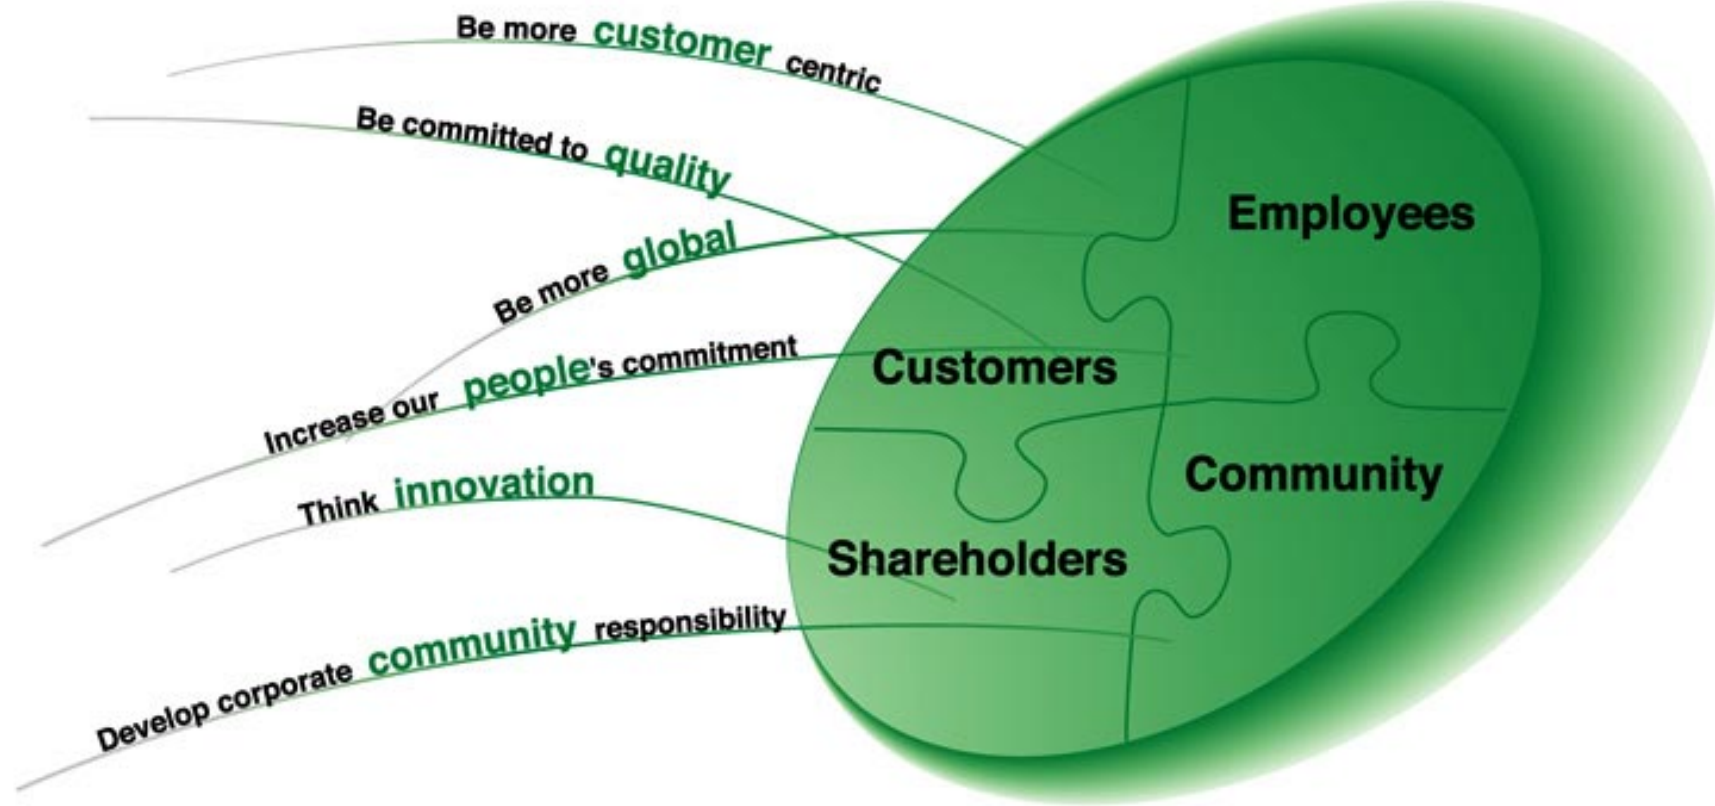 Be more customer centric
Be committed to quality
Be more global
Increase our people's commitment
Think innovation
Develop corporate community responsibility
Employees
Customers
Community
Shareholders